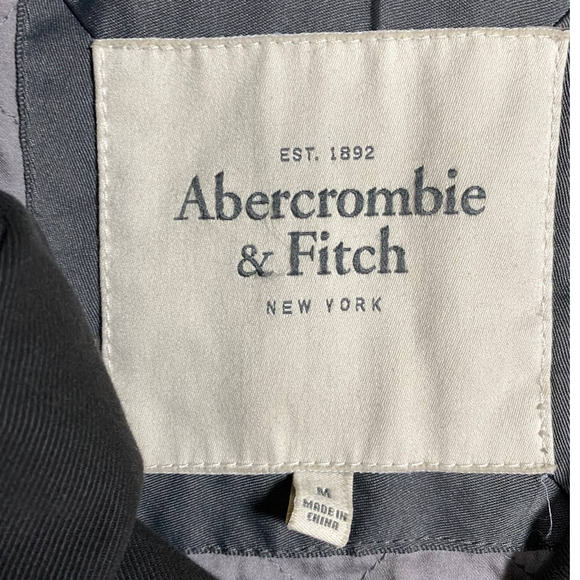 EST. 1892
Abercrombie
& Fitch
NEW YORK
M
MADE IN
CHINA